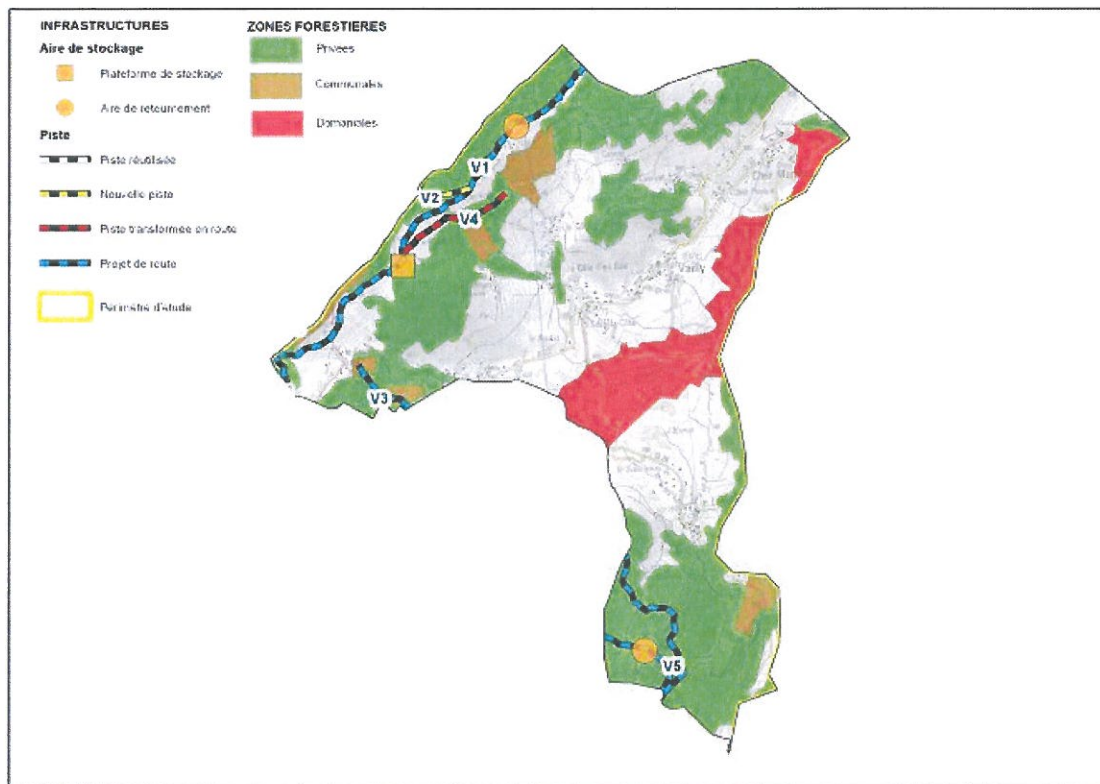 INFRASTRUCTURES
Aire de stockage
Plateforme de stockage
Aire de retournement
Piste
Piste réutilisée
Nouvelle piste
Piste transformée en route
Projet de route
Périmètre d'étude
ZONES FORESTIERES
Privées
Communales
Domaniales
V1
V2
V4
Vailly
V3
V5